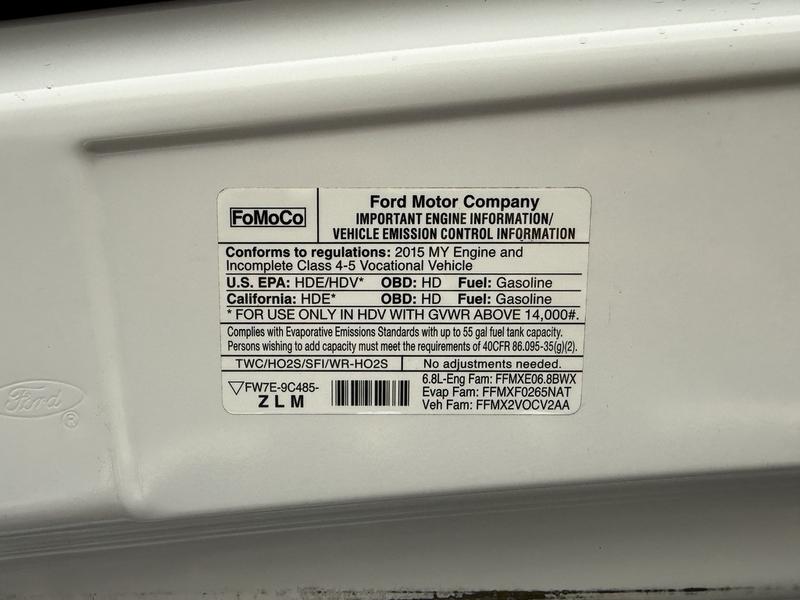 FoMoCo
Ford Motor Company
IMPORTANT ENGINE INFORMATION/
VEHICLE EMISSION CONTROL INFORMATION
Conforms to regulations: 2015 MY Engine and
Incomplete Class 4-5 Vocational Vehicle
U.S. EPA: HDE/HDV* OBD: HD Fuel: Gasoline
California: HDE* OBD: HD Fuel: Gasoline
* FOR USE ONLY IN HDV WITH GVWR ABOVE 14,000#.
Complies with Evaporative Emissions Standards with up to 55 gal fuel tank capacity.
Persons wishing to add capacity must meet the requirements of 40CFR 86.095-35(g)(2).
TWC/HO2S/SFI/WR-HO2S No adjustments needed.
FW7E-9C485-
Z L M
6.8L-Eng Fam: FFMXE06.8BWX
Evap Fam: FFMXF0265NAT
Veh Fam: FFMX2VOCV2AA
Ford ®